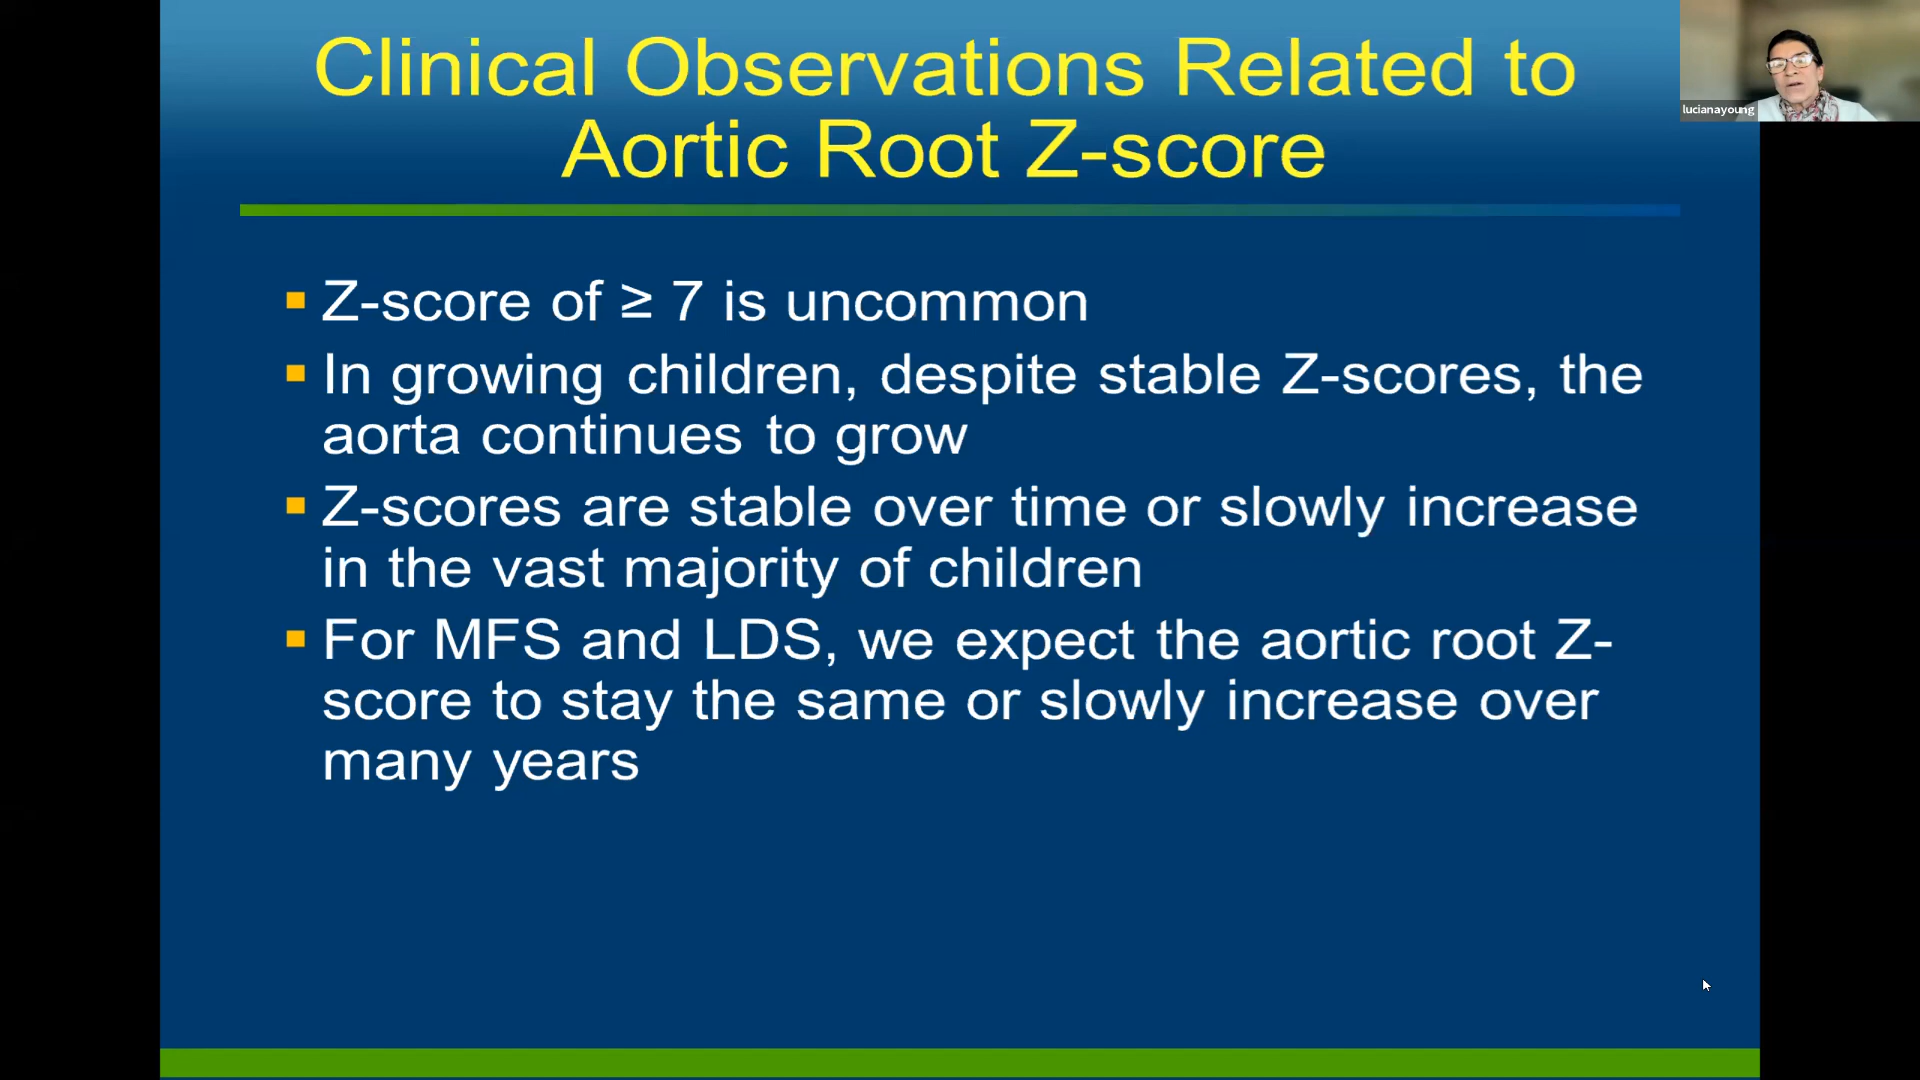 Clinical Observations Related to
Aortic Root Z-score
lucianayoung
▪ Z-score of ≥ 7 is uncommon
▪ In growing children, despite stable Z-scores, the
aorta continues to grow
▪ Z-scores are stable over time or slowly increase
in the vast majority of children
▪ For MFS and LDS, we expect the aortic root Z-
score to stay the same or slowly increase over
many years